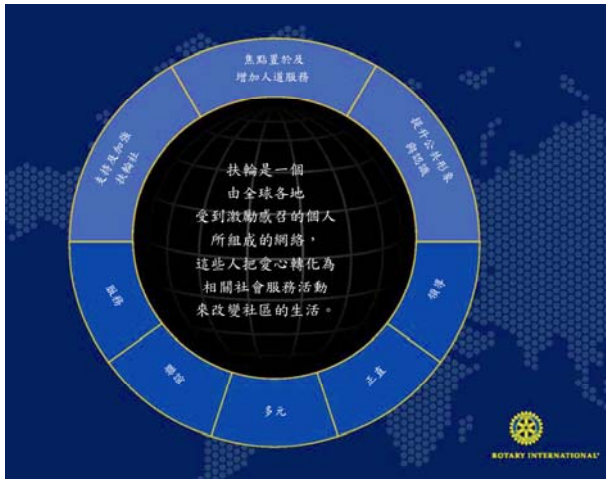 焦點置於及
增加人道服務
支持及加強
扶輪社
提升公共形象
與認識
扶輪是一個
由全球各地
受到激勵感召的個人
所組成的網絡，
這些人把愛心轉化為
相關社會服務活動
來改變社區的生活。
服務
聯誼
多元
正直
領導
ROTARY INTERNATIONAL®